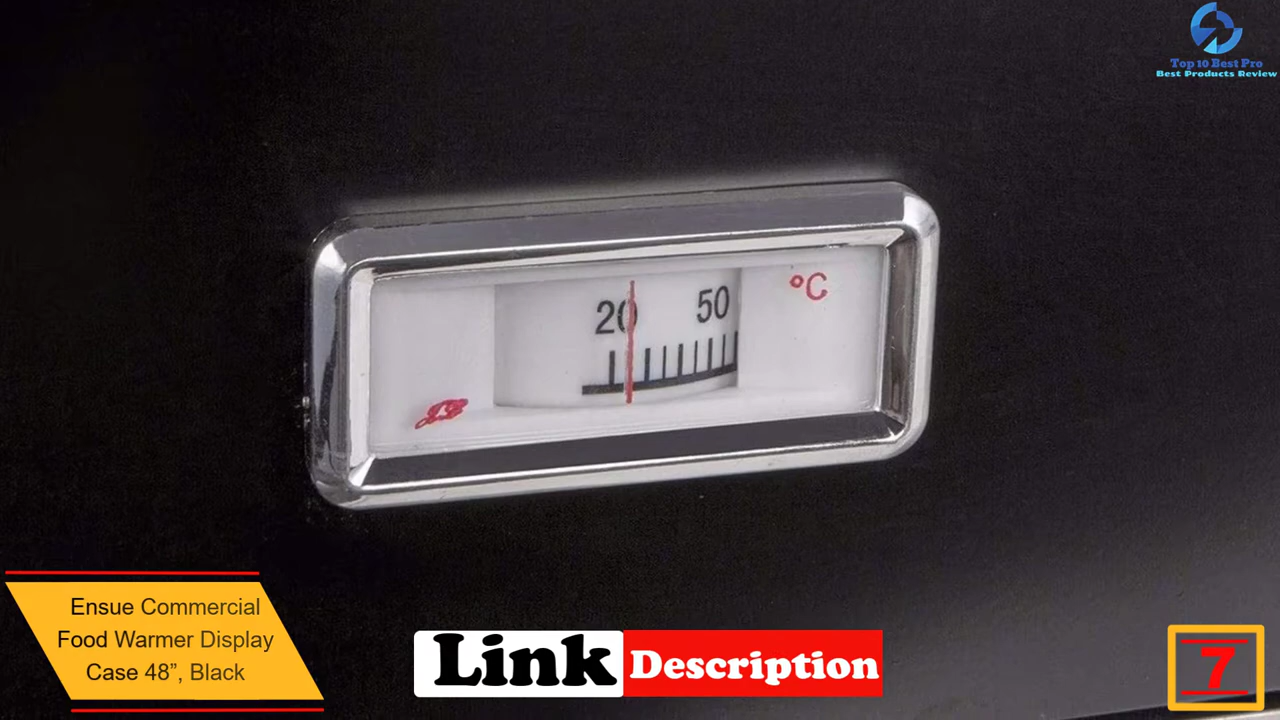 Top 10 Best Pro
Best Products Review
20 50 °C
Ensue Commercial
Food Warmer Display
Case 48”, Black
Link Description
7